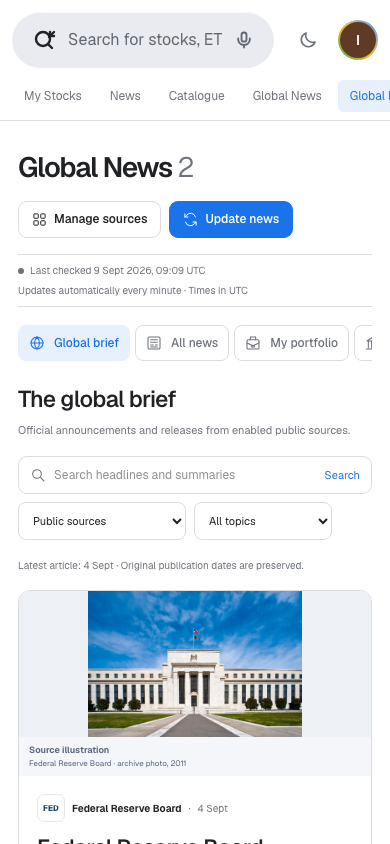 Search for stocks, ET
I
My Stocks News Catalogue Global News Global
Global News 2
Manage sources Update news
Last checked 9 Sept 2026, 09:09 UTC
Updates automatically every minute · Times in UTC
Global brief All news My portfolio
The global brief
Official announcements and releases from enabled public sources.
Search headlines and summaries Search
Public sources All topics
Latest article: 4 Sept · Original publication dates are preserved.
Source illustration
Federal Reserve Board · archive photo, 2011
FED Federal Reserve Board · 4 Sept
Federal Reserve Board